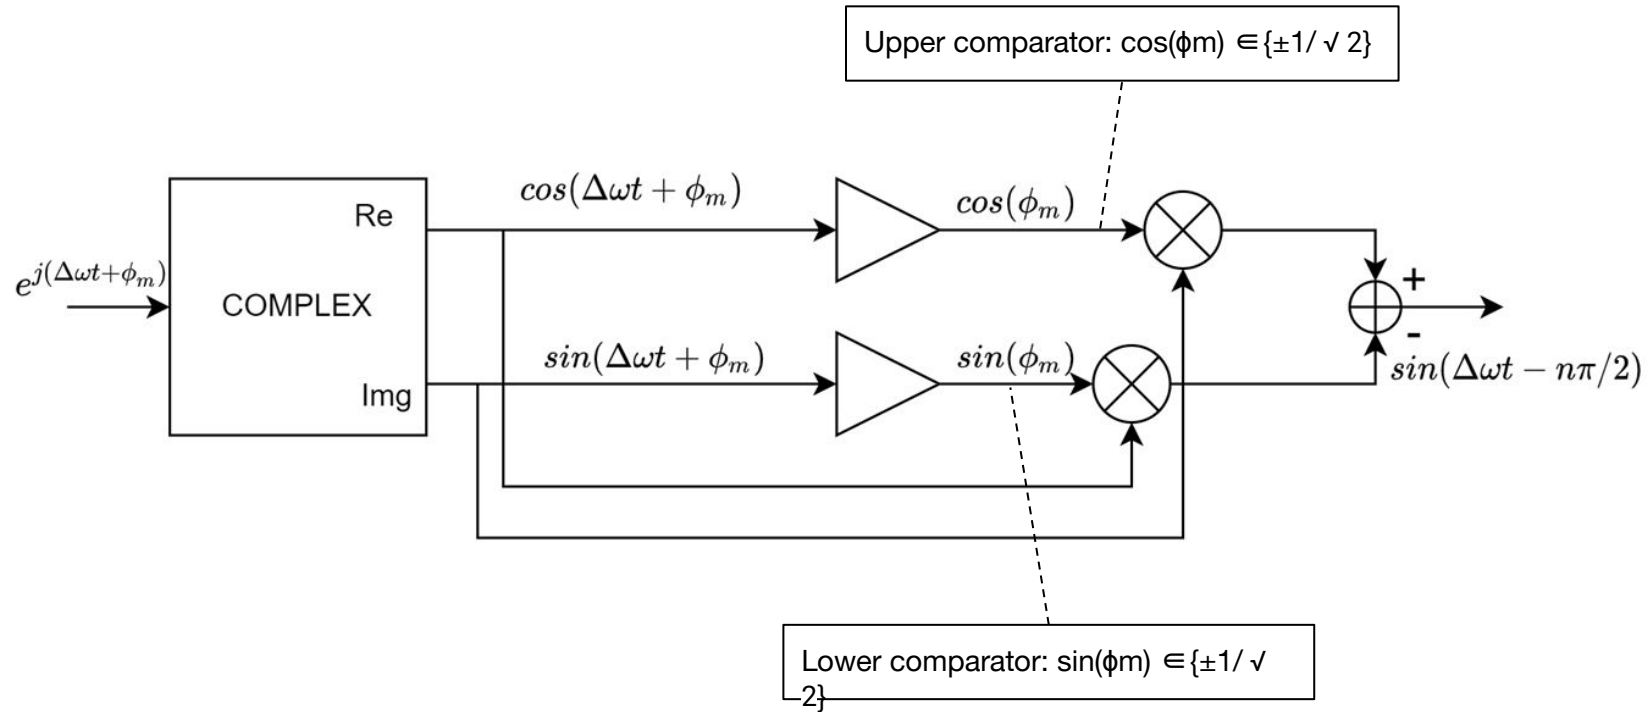 Upper comparator: cos(ϕm) ∈{±1/ √ 2}
cos(Δωt + ϕ_m)
cos(ϕ_m)
Re
e^{j(Δωt+ϕ_m)}
COMPLEX
+
-
sin(Δωt + ϕ_m)
sin(ϕ_m)
sin(Δωt − nπ/2)
Img
Lower comparator: sin(ϕm) ∈{±1/ √
2}